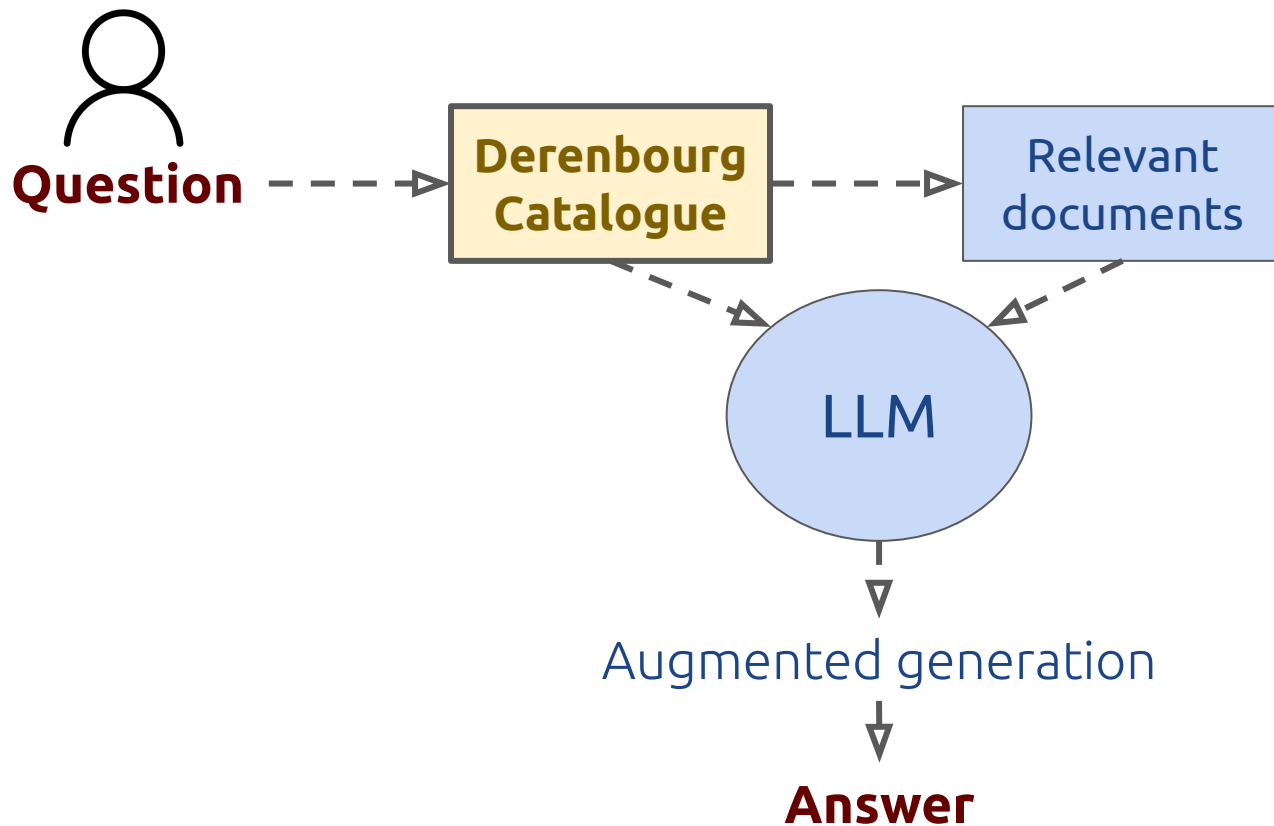 Question
Derenbourg
Catalogue
Relevant
documents
LLM
Augmented generation
Answer